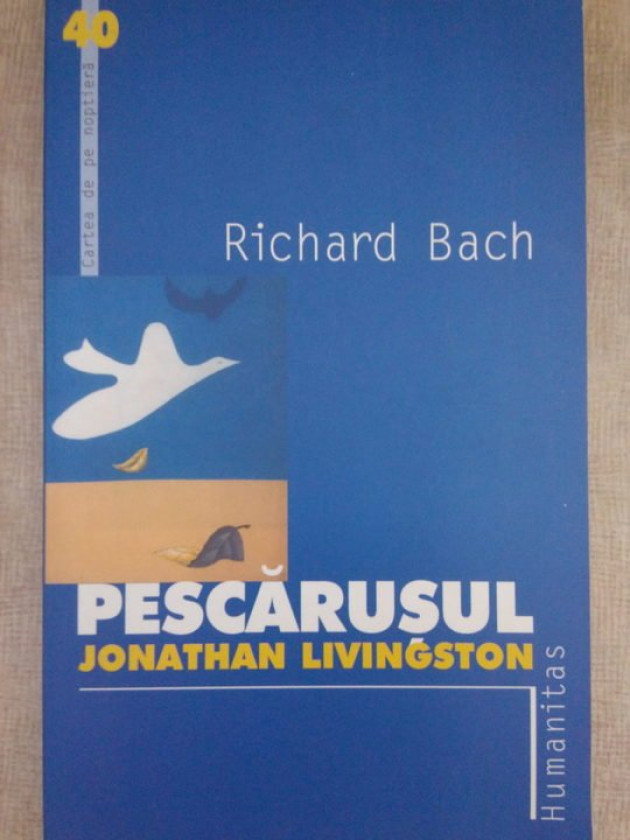 40
Cartea de pe noptieră
Richard Bach
PESCĂRUȘUL
JONATHAN LIVINGSTON
Humanitas